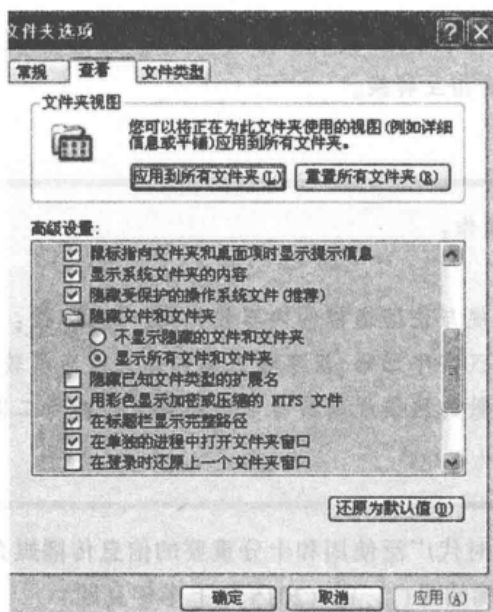 文件夹选项
常规 查看 文件类型
文件夹视图
您可以将正在为此文件夹使用的视图(例如详细
信息或平铺)应用到所有文件夹。
应用到所有文件夹(L) 重置所有文件夹(R)
高级设置:
鼠标指向文件夹和桌面项时显示提示信息
显示系统文件夹的内容
隐藏受保护的操作系统文件(推荐)
隐藏文件和文件夹
不显示隐藏的文件和文件夹
显示所有文件和文件夹
隐藏已知文件类型的扩展名
用彩色显示加密或压缩的 NTFS 文件
在标题栏显示完整路径
在单独的进程中打开文件夹窗口
在登录时还原上一个文件夹窗口
还原为默认值(D)
确定 取消 应用(A)